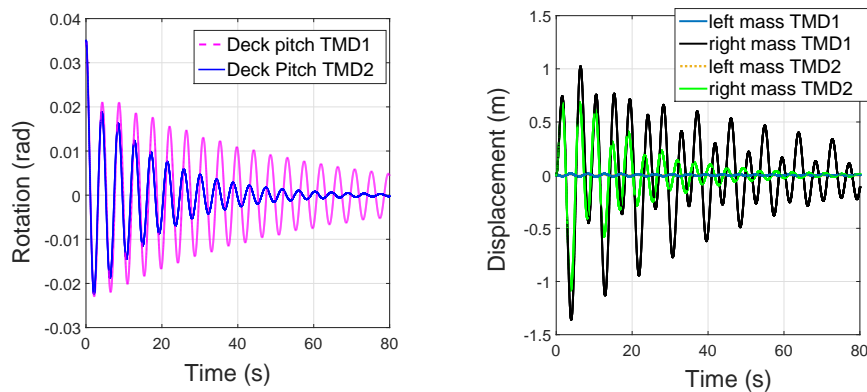 0.04
0.03
0.02
0.01
0
-0.01
-0.02
-0.03
0 20 40 60 80
Rotation (rad)
Time (s)
Deck pitch TMD1
Deck Pitch TMD2
1.5
1
0.5
0
-0.5
-1
-1.5
0 20 40 60 80
Displacement (m)
Time (s)
left mass TMD1
right mass TMD1
left mass TMD2
right mass TMD2